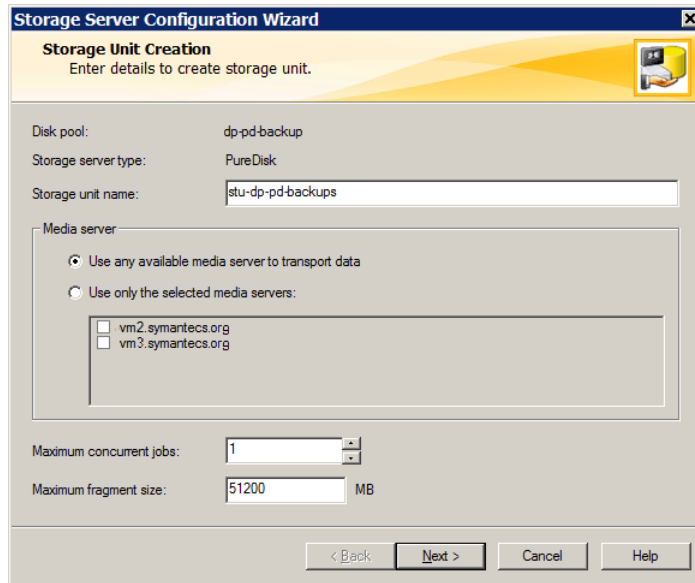 Storage Server Configuration Wizard
Storage Unit Creation
Enter details to create storage unit.
Disk pool: dp-pd-backup
Storage server type: PureDisk
Storage unit name: stu-dp-pd-backups
Media server
Use any available media server to transport data
Use only the selected media servers:
vm2.symantecs.org
vm3.symantecs.org
Maximum concurrent jobs: 1
Maximum fragment size: 51200 MB
< Back Next > Cancel Help